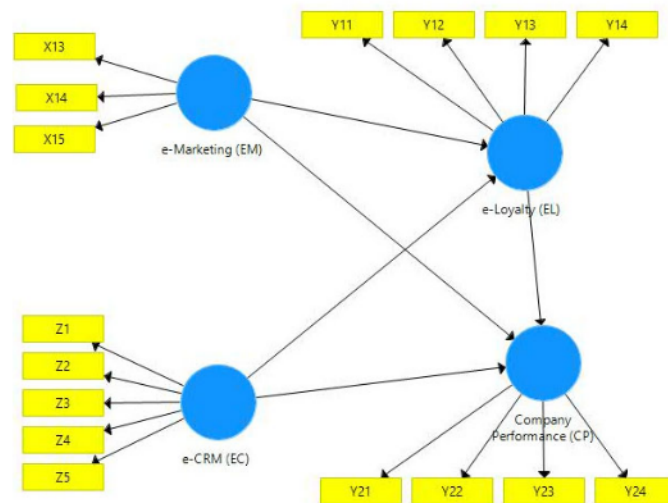 Y11
Y12
Y13
Y14
X13
X14
X15
e-Marketing (EM)
e-Loyalty (EL)
Z1
Z2
Z3
Z4
Z5
e-CRM (EC)
Company
Performance (CP)
Y21
Y22
Y23
Y24